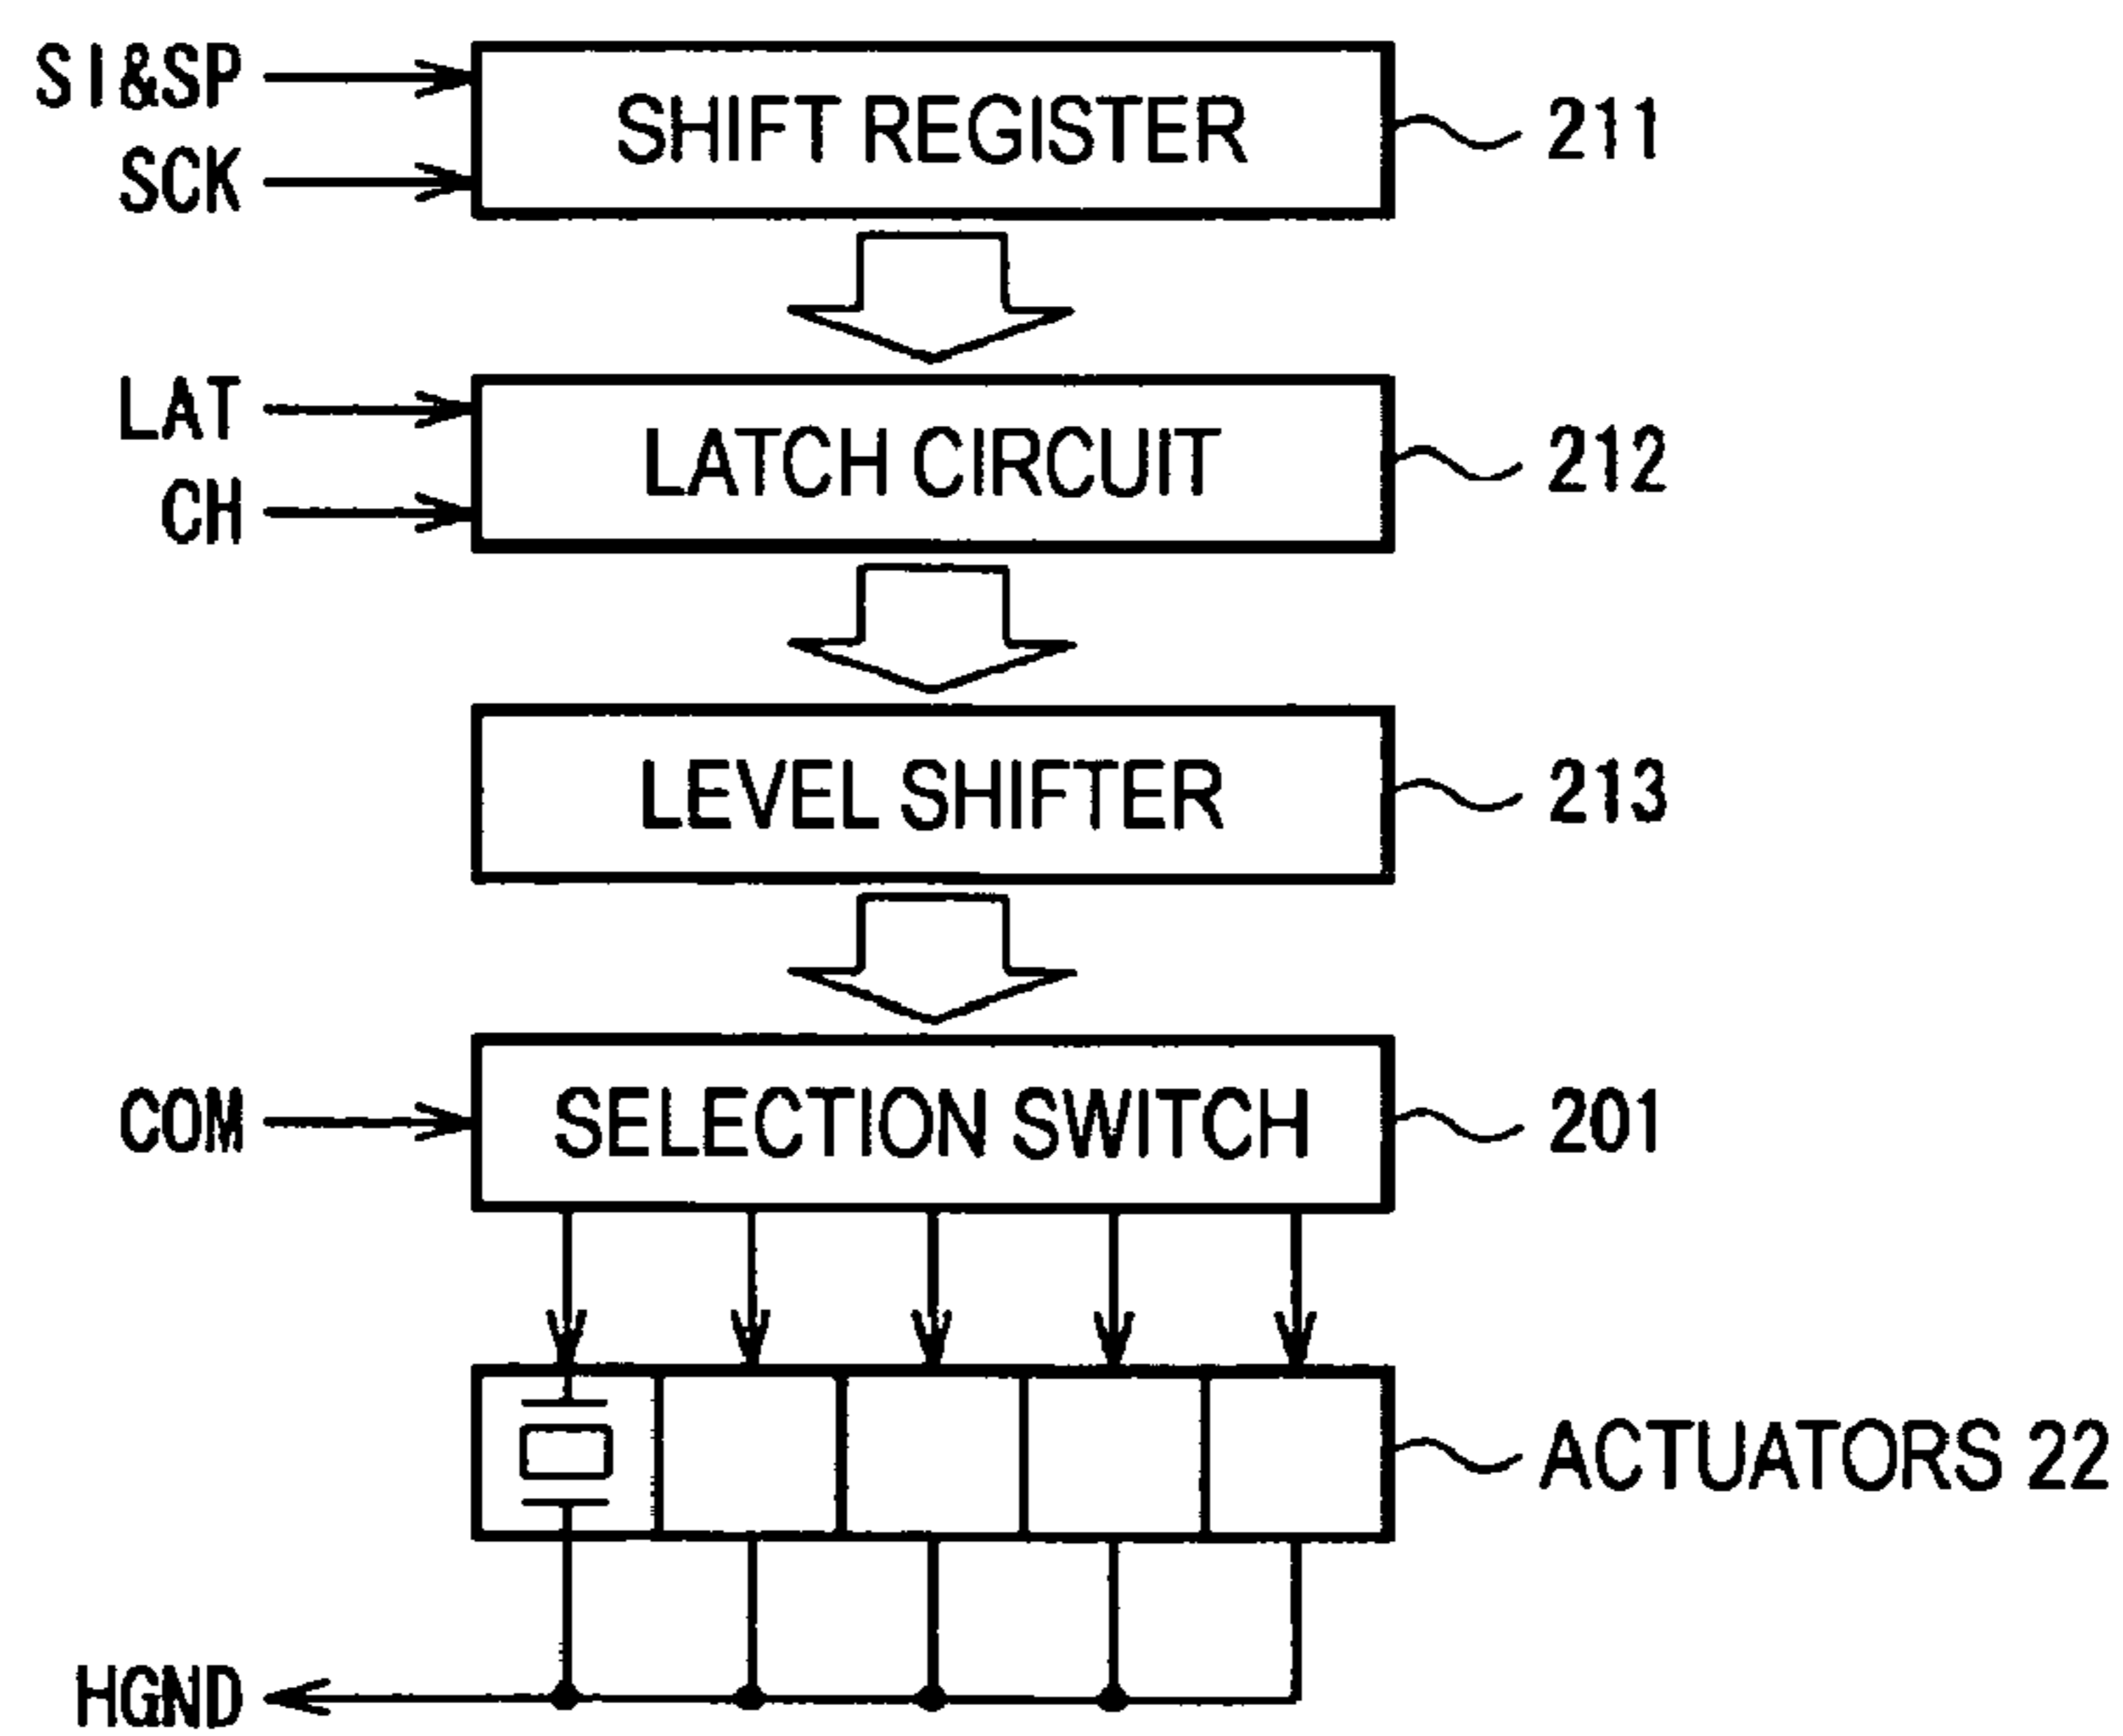 SI&SP
SHIFT REGISTER
211
SCK
LAT
LATCH CIRCUIT
212
CH
LEVEL SHIFTER
213
COM
SELECTION SWITCH
201
ACTUATORS 22
HGND